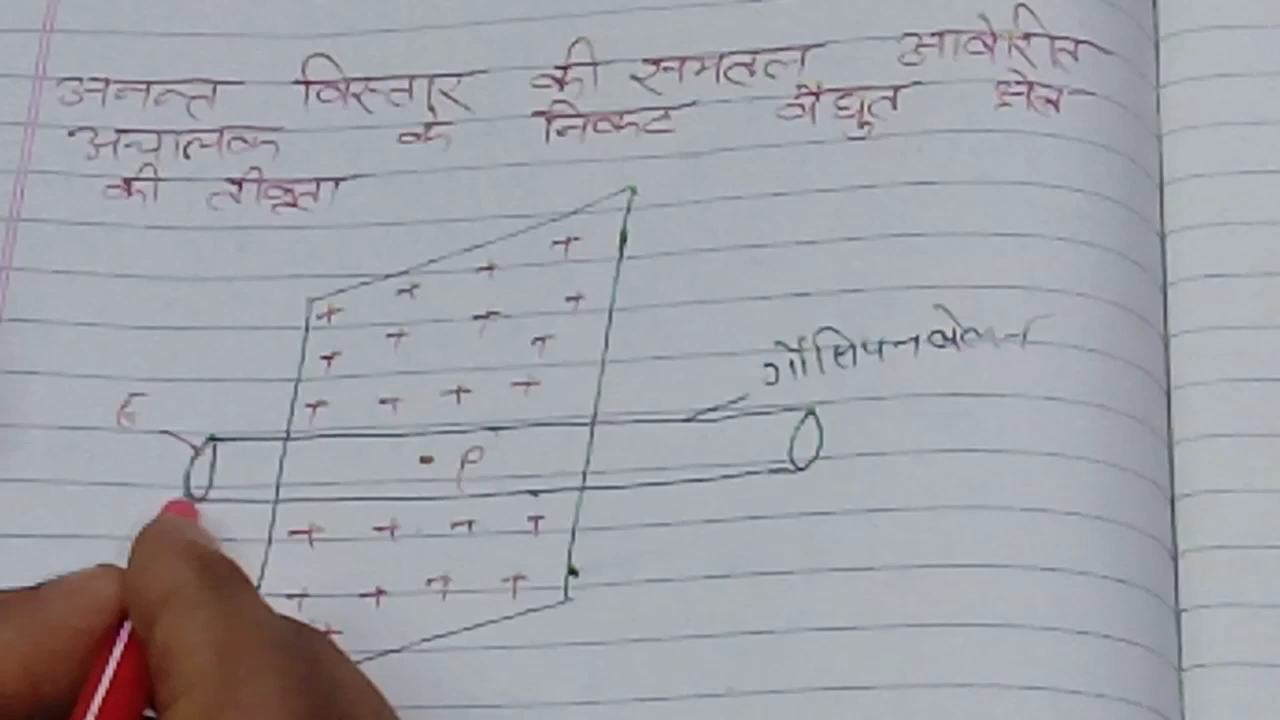 अनन्त विस्तार की समतल आवेशित
अचालक के निकट वैद्युत क्षेत्र
की तीव्रता
गॉसियन बेलन
E
P